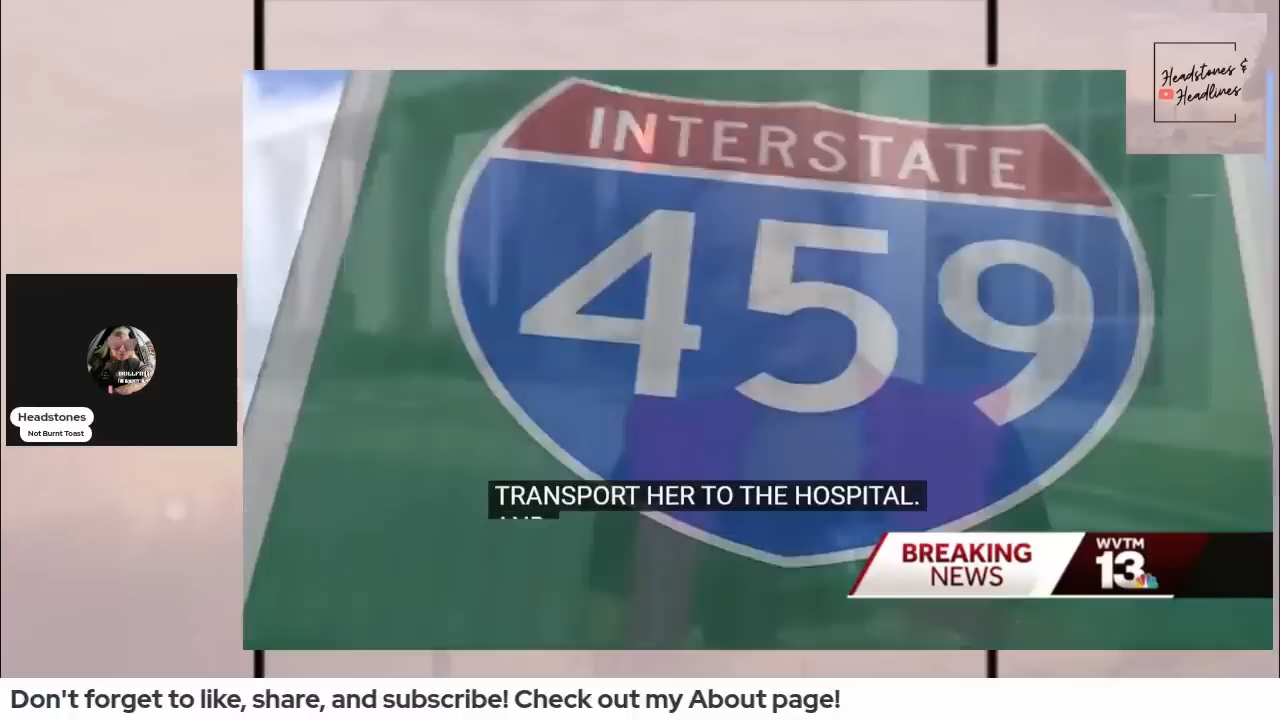 Headstones &
Headlines
INTERSTATE
459
Headstones
Not Burnt Toast
TRANSPORT HER TO THE HOSPITAL.
AND
BREAKING
NEWS
WVTM
13
Don't forget to like, share, and subscribe! Check out my About page!